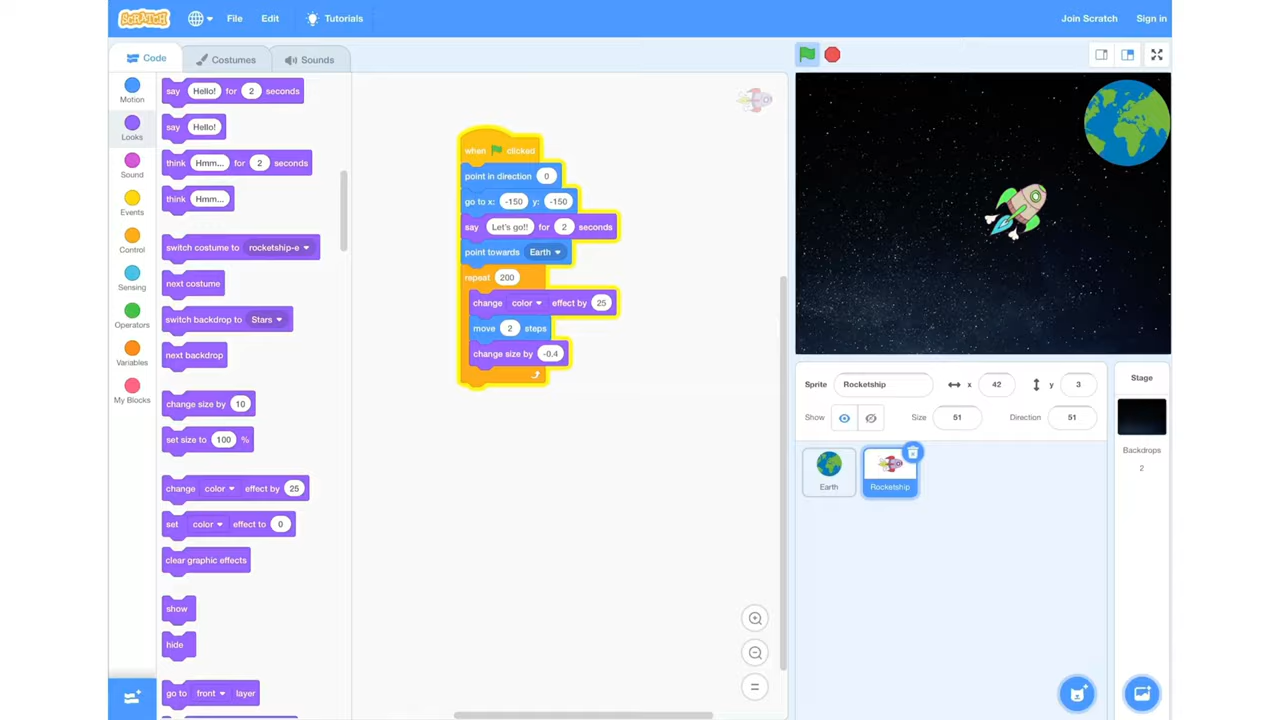 SCRATCH File Edit Tutorials Join Scratch Sign in
Code Costumes Sounds
Motion
Looks
Sound
Events
Control
Sensing
Operators
Variables
My Blocks
say Hello! for 2 seconds
say Hello!
think Hmm... for 2 seconds
think Hmm...
switch costume to rocketship-e
next costume
switch backdrop to Stars
next backdrop
change size by 10
set size to 100 %
change color effect by 25
set color effect to 0
clear graphic effects
show
hide
go to front layer
when clicked
point in direction 0
go to x: -150 y: -150
say Let's go!! for 2 seconds
point towards Earth
repeat 200
change color effect by 25
move 2 steps
change size by -0.4
Sprite Rocketship x 42 y 3
Show Size 51 Direction 51
Earth
Rocketship
Stage
Backdrops
2